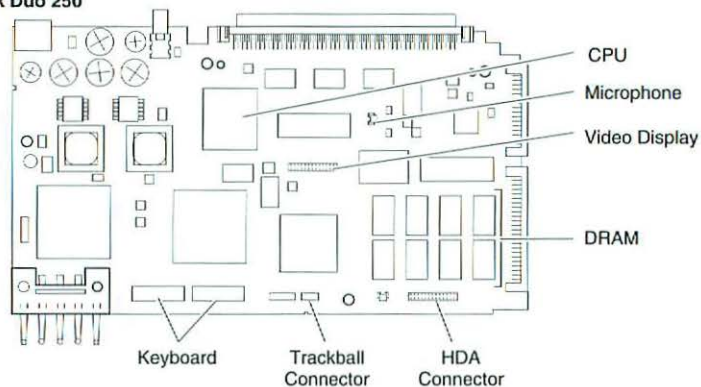 Duo 250
CPU
Microphone
Video Display
DRAM
Keyboard
Trackball
Connector
HDA
Connector